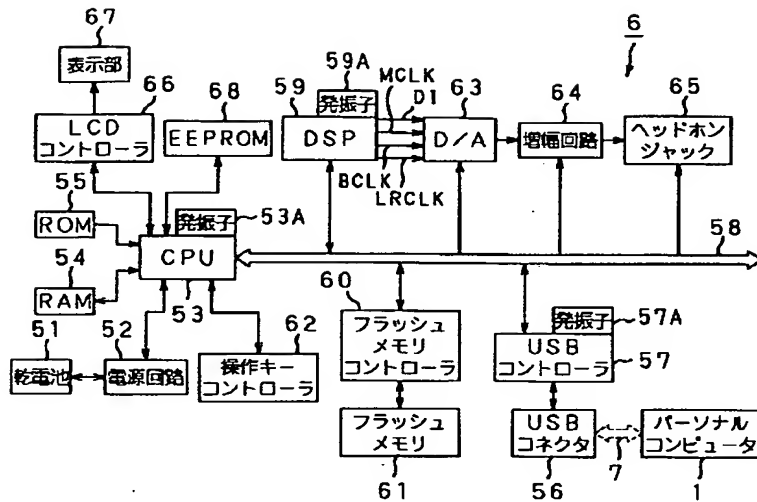 67
表示部
66
LCD
コントローラ
68
EEPROM
59
59A
発振子
DSP
MCLK
D1
BCLK
LRCLK
63
D/A
64
増幅回路
6
65
ヘッドホン
ジャック
55
ROM
54
RAM
発振子
53A
CPU
53
58
51
乾電池
52
電源回路
62
操作キー
コントローラ
60
フラッシュ
メモリ
コントローラ
フラッシュ
メモリ
61
発振子
57A
USB
コントローラ
57
USB
コネクタ
56
7
パーソナル
コンピュータ
1